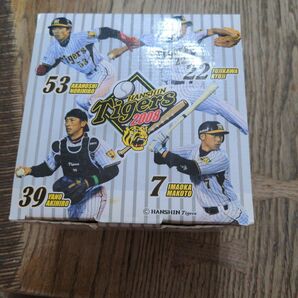 53
AKAHOSHI
NORIHIRO
22
FUJIKAWA
KYUJI
HANSHIN
Tigers
2008
39
YANO
AKIHIRO
7
IMAOKA
MAKOTO
© HANSHIN Tigers